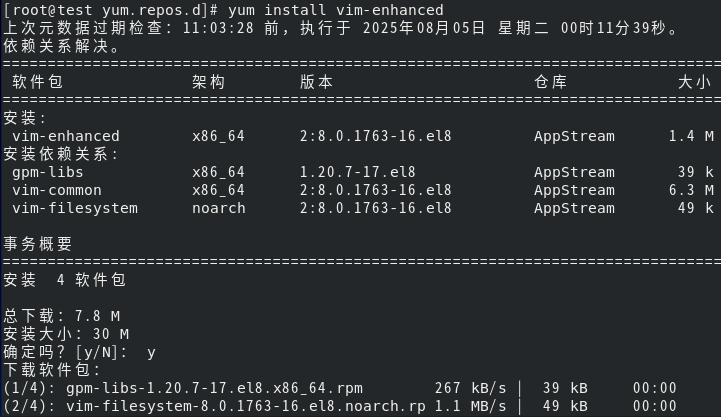 [root@test yum.repos.d]# yum install vim-enhanced
上次元数据过期检查：11:03:28 前，执行于 2025年08月05日 星期二 00时11分39秒。
依赖关系解决。
================================================================================
软件包 架构 版本 仓库 大小
================================================================================
安装:
vim-enhanced x86_64 2:8.0.1763-16.el8 AppStream 1.4 M
安装依赖关系:
gpm-libs x86_64 1.20.7-17.el8 AppStream 39 k
vim-common x86_64 2:8.0.1763-16.el8 AppStream 6.3 M
vim-filesystem noarch 2:8.0.1763-16.el8 AppStream 49 k
事务概要
================================================================================
安装 4 软件包
总下载：7.8 M
安装大小：30 M
确定吗？[y/N]： y
下载软件包：
(1/4): gpm-libs-1.20.7-17.el8.x86_64.rpm 267 kB/s | 39 kB 00:00
(2/4): vim-filesystem-8.0.1763-16.el8.noarch.rp 1.1 MB/s | 49 kB 00:00